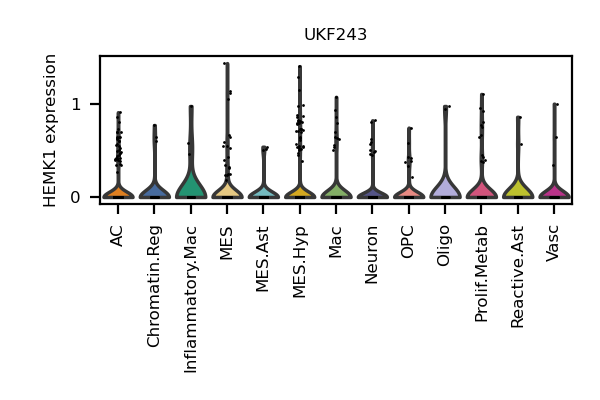 UKF243
HEMK1 expression
1
0
AC
Chromatin.Reg
Inflammatory.Mac
MES
MES.Ast
MES.Hyp
Mac
Neuron
OPC
Oligo
Prolif.Metab
Reactive.Ast
Vasc